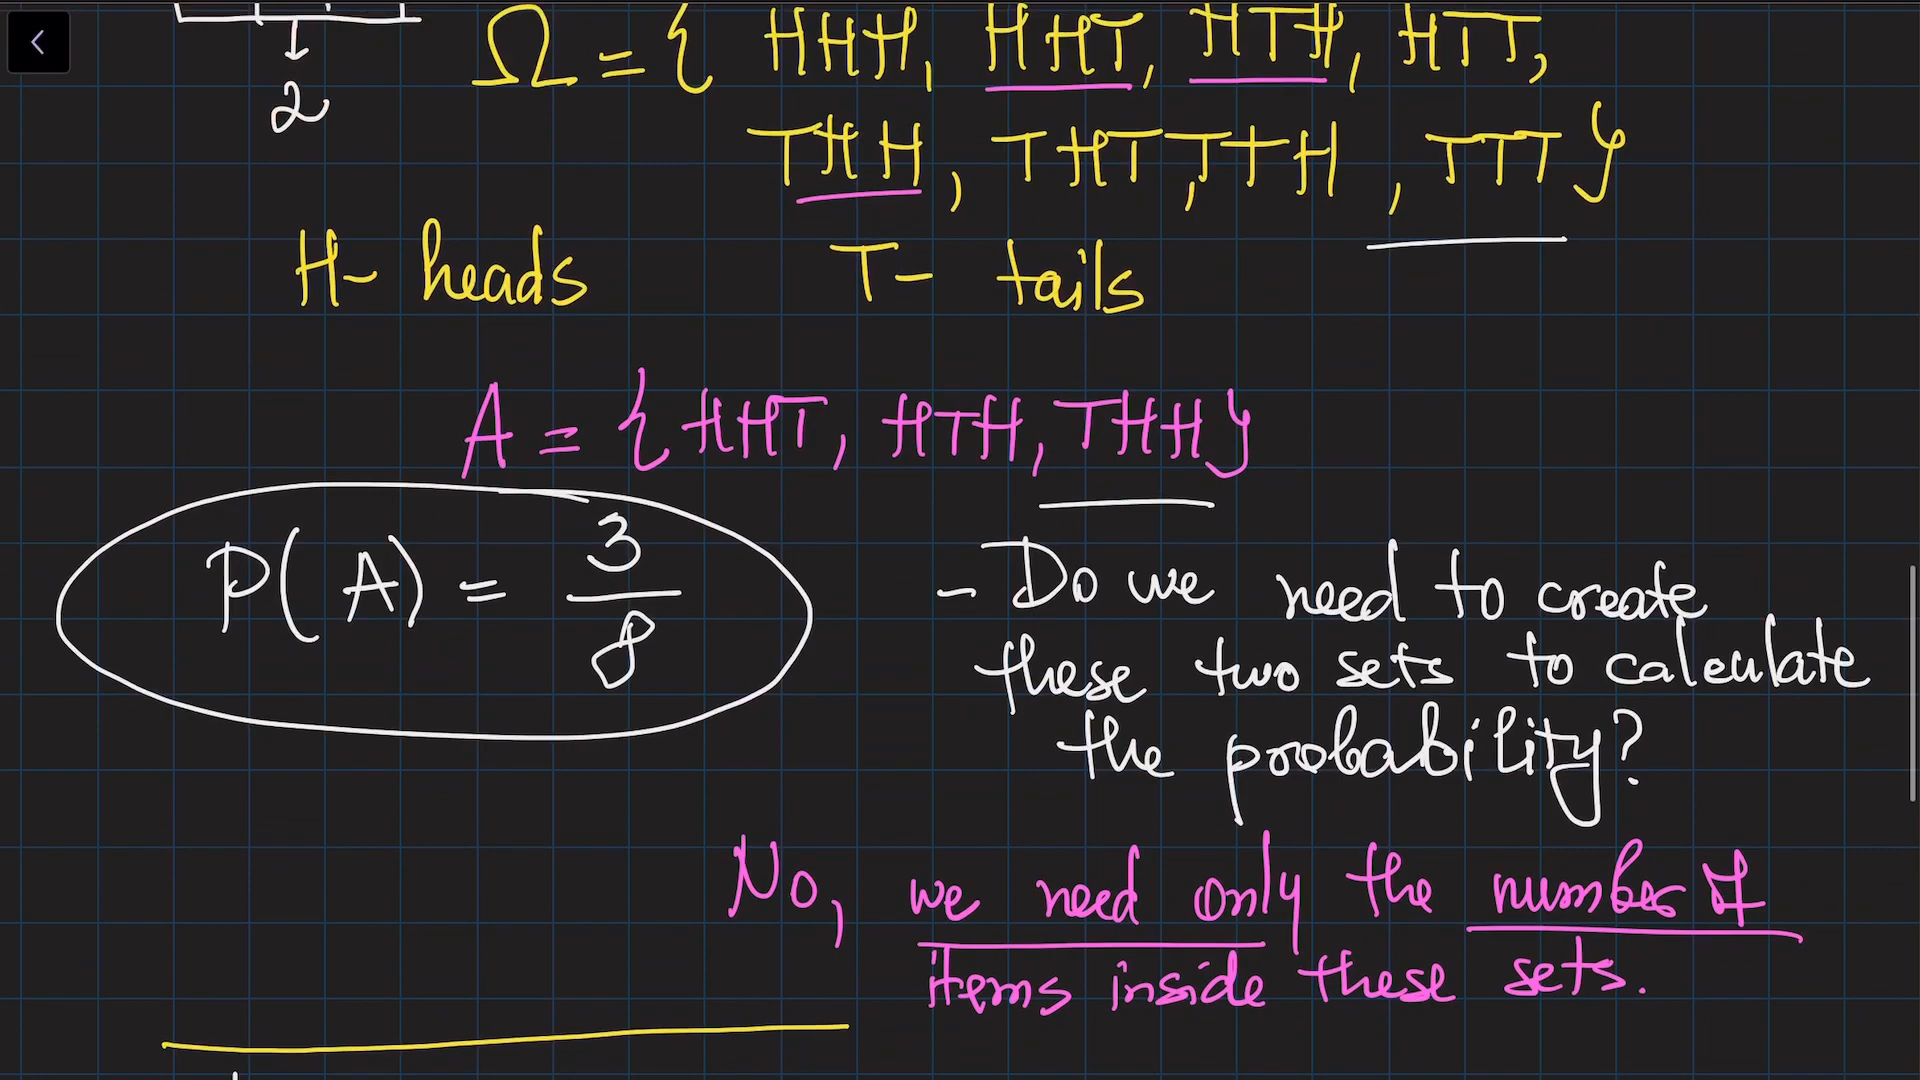 Ω = { HHH, HHT, HTH, HTT,
2
THH, THT, TTH, TTT }
H- heads T- tails
A = { HHT, HTH, THH }
P(A) = 3/8
- Do we need to create
these two sets to calculate
the probability?
No, we need only the number of
items inside these sets.